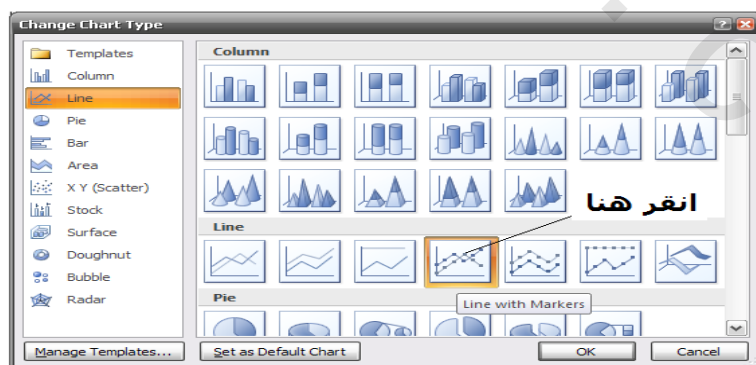 Change Chart Type
Templates
Column
Line
Pie
Bar
Area
X Y (Scatter)
Stock
Surface
Doughnut
Bubble
Radar
Column
انقر هنا
Line
Line with Markers
Pie
Manage Templates...
Set as Default Chart
OK
Cancel